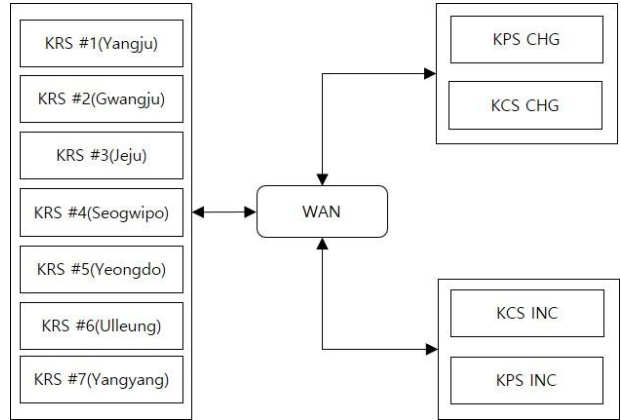 KRS #1(Yangju)
KRS #2(Gwangju)
KRS #3(Jeju)
KRS #4(Seogwipo)
KRS #5(Yeongdo)
KRS #6(Ulleung)
KRS #7(Yangyang)
WAN
KPS CHG
KCS CHG
KCS INC
KPS INC